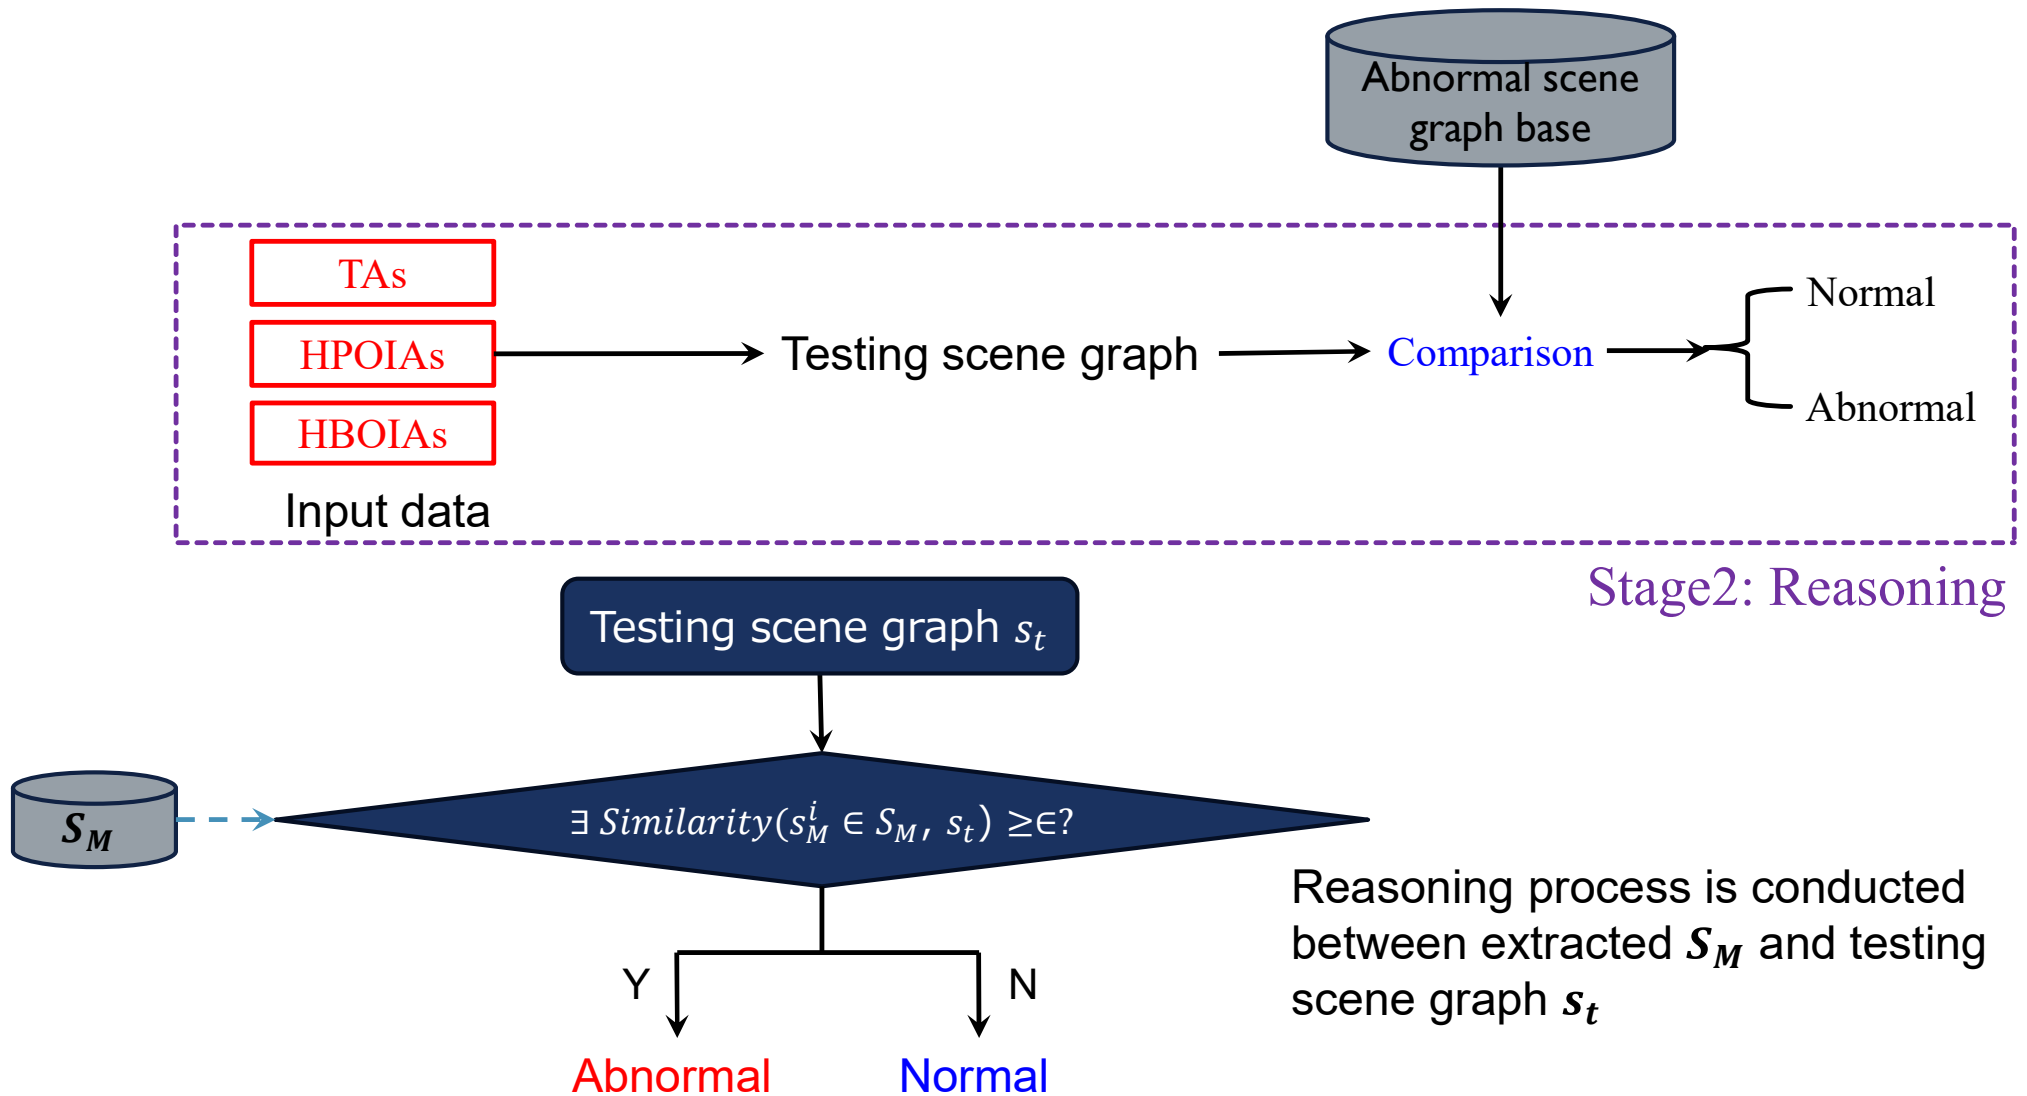 Abnormal scene
graph base
TAs
HPOIAs
HBOIAs
Input data
Testing scene graph
Comparison
Normal
Abnormal
Stage2: Reasoning
Testing scene graph s_t
S_M
∃ Similarity(s_M^i ∈ S_M, s_t) ≥∈?
Y
N
Abnormal
Normal
Reasoning process is conducted
between extracted S_M and testing
scene graph s_t